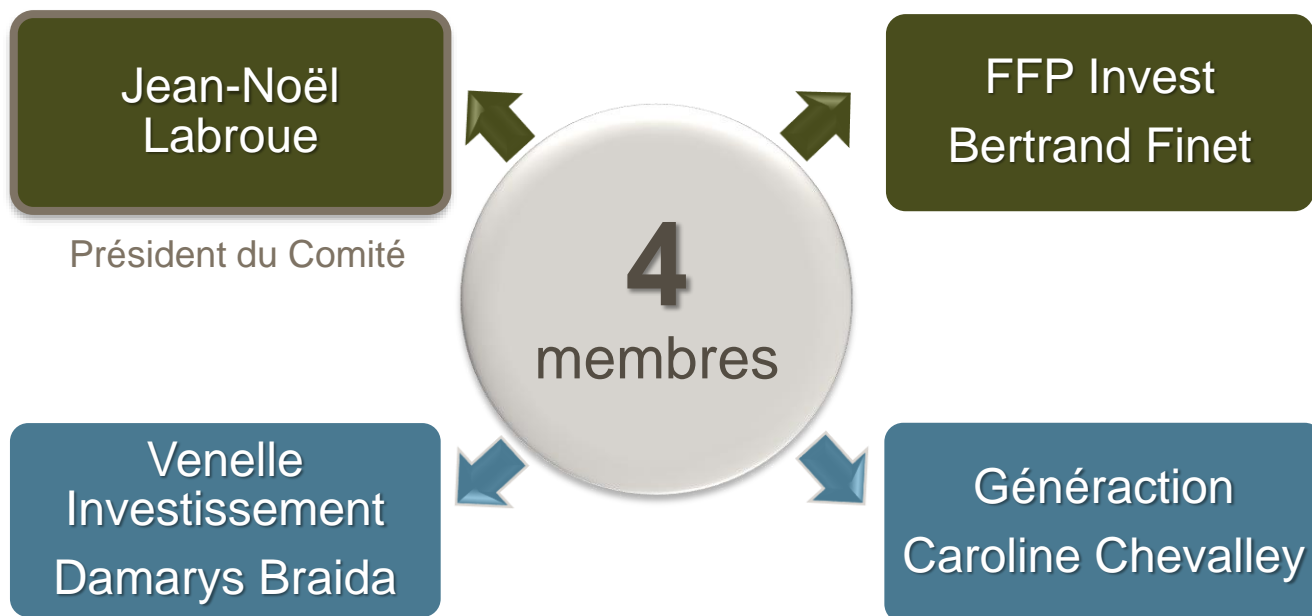 Jean-Noël
Labroue
Président du Comité
FFP Invest
Bertrand Finet
4
membres
Venelle
Investissement
Damarys Braida
Généraction
Caroline Chevalley